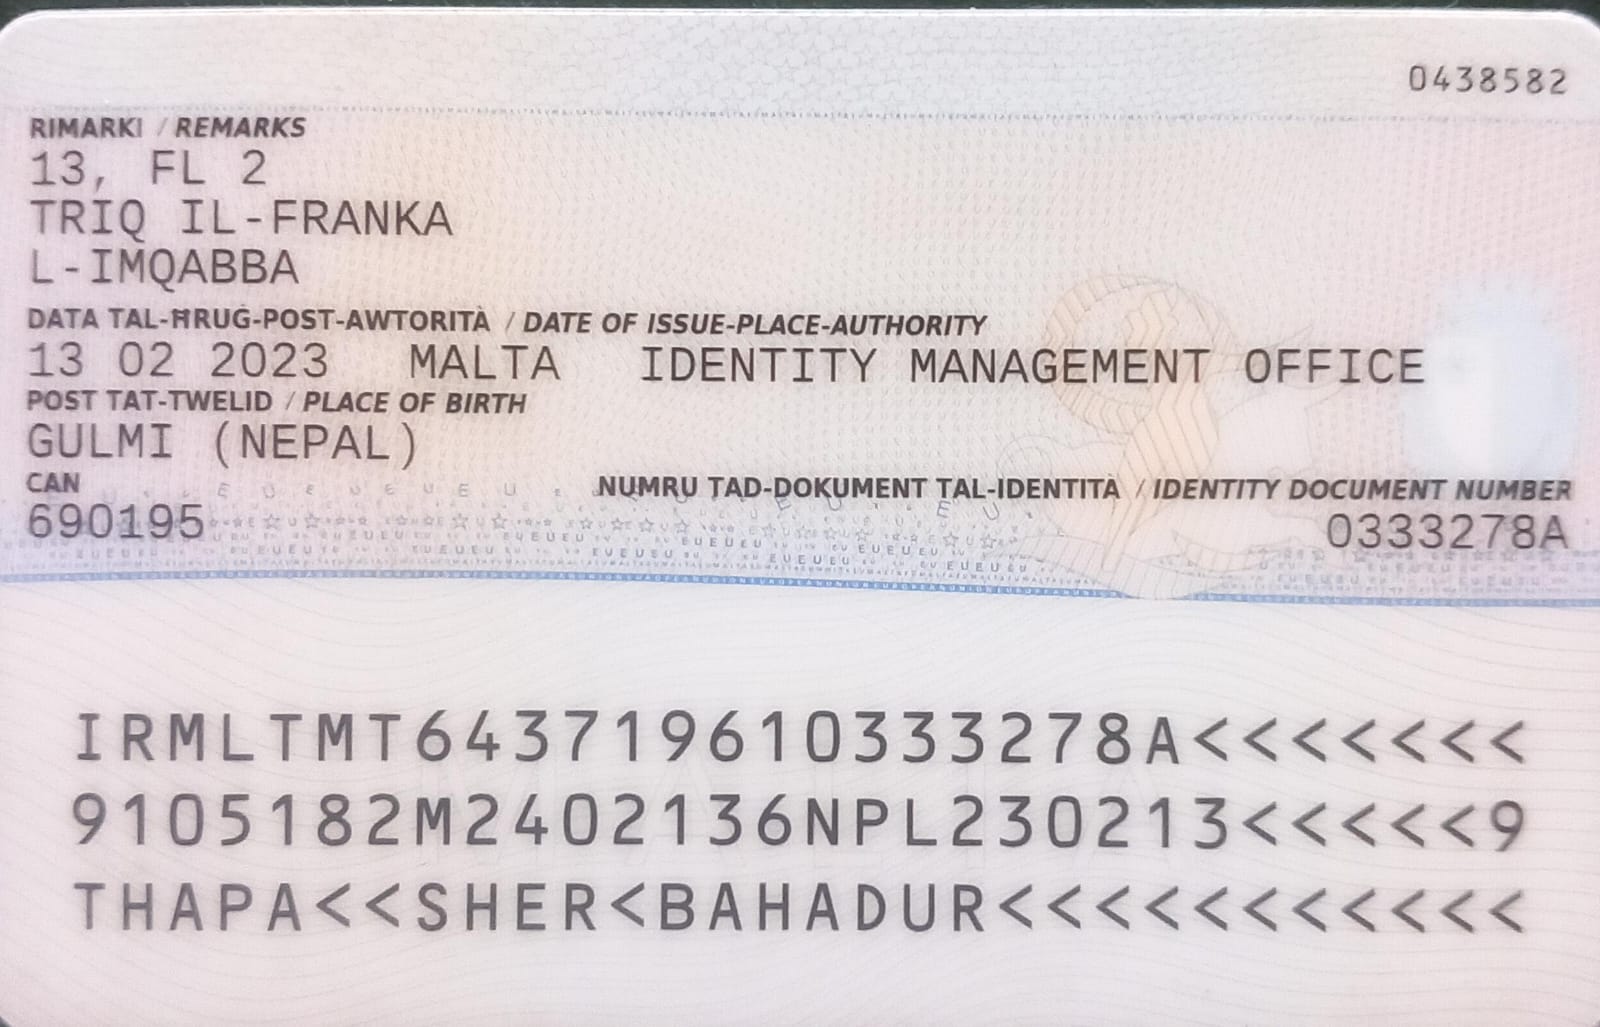 0438582
RIMARKI / REMARKS
13, FL 2
TRIQ IL-FRANKA
L-IMQABBA
DATA TAL-ĦRUĠ-POST-AWTORITÀ / DATE OF ISSUE-PLACE-AUTHORITY
13 02 2023 MALTA IDENTITY MANAGEMENT OFFICE
POST TAT-TWELID / PLACE OF BIRTH
GULMI (NEPAL)
CAN NUMRU TAD-DOKUMENT TAL-IDENTITÀ / IDENTITY DOCUMENT NUMBER
690195 0333278A
IRMLTMT643719610333278A<<<<<<<
9105182M2402136NPL230213<<<<<9
THAPA<<SHER<BAHADUR<<<<<<<<<<<